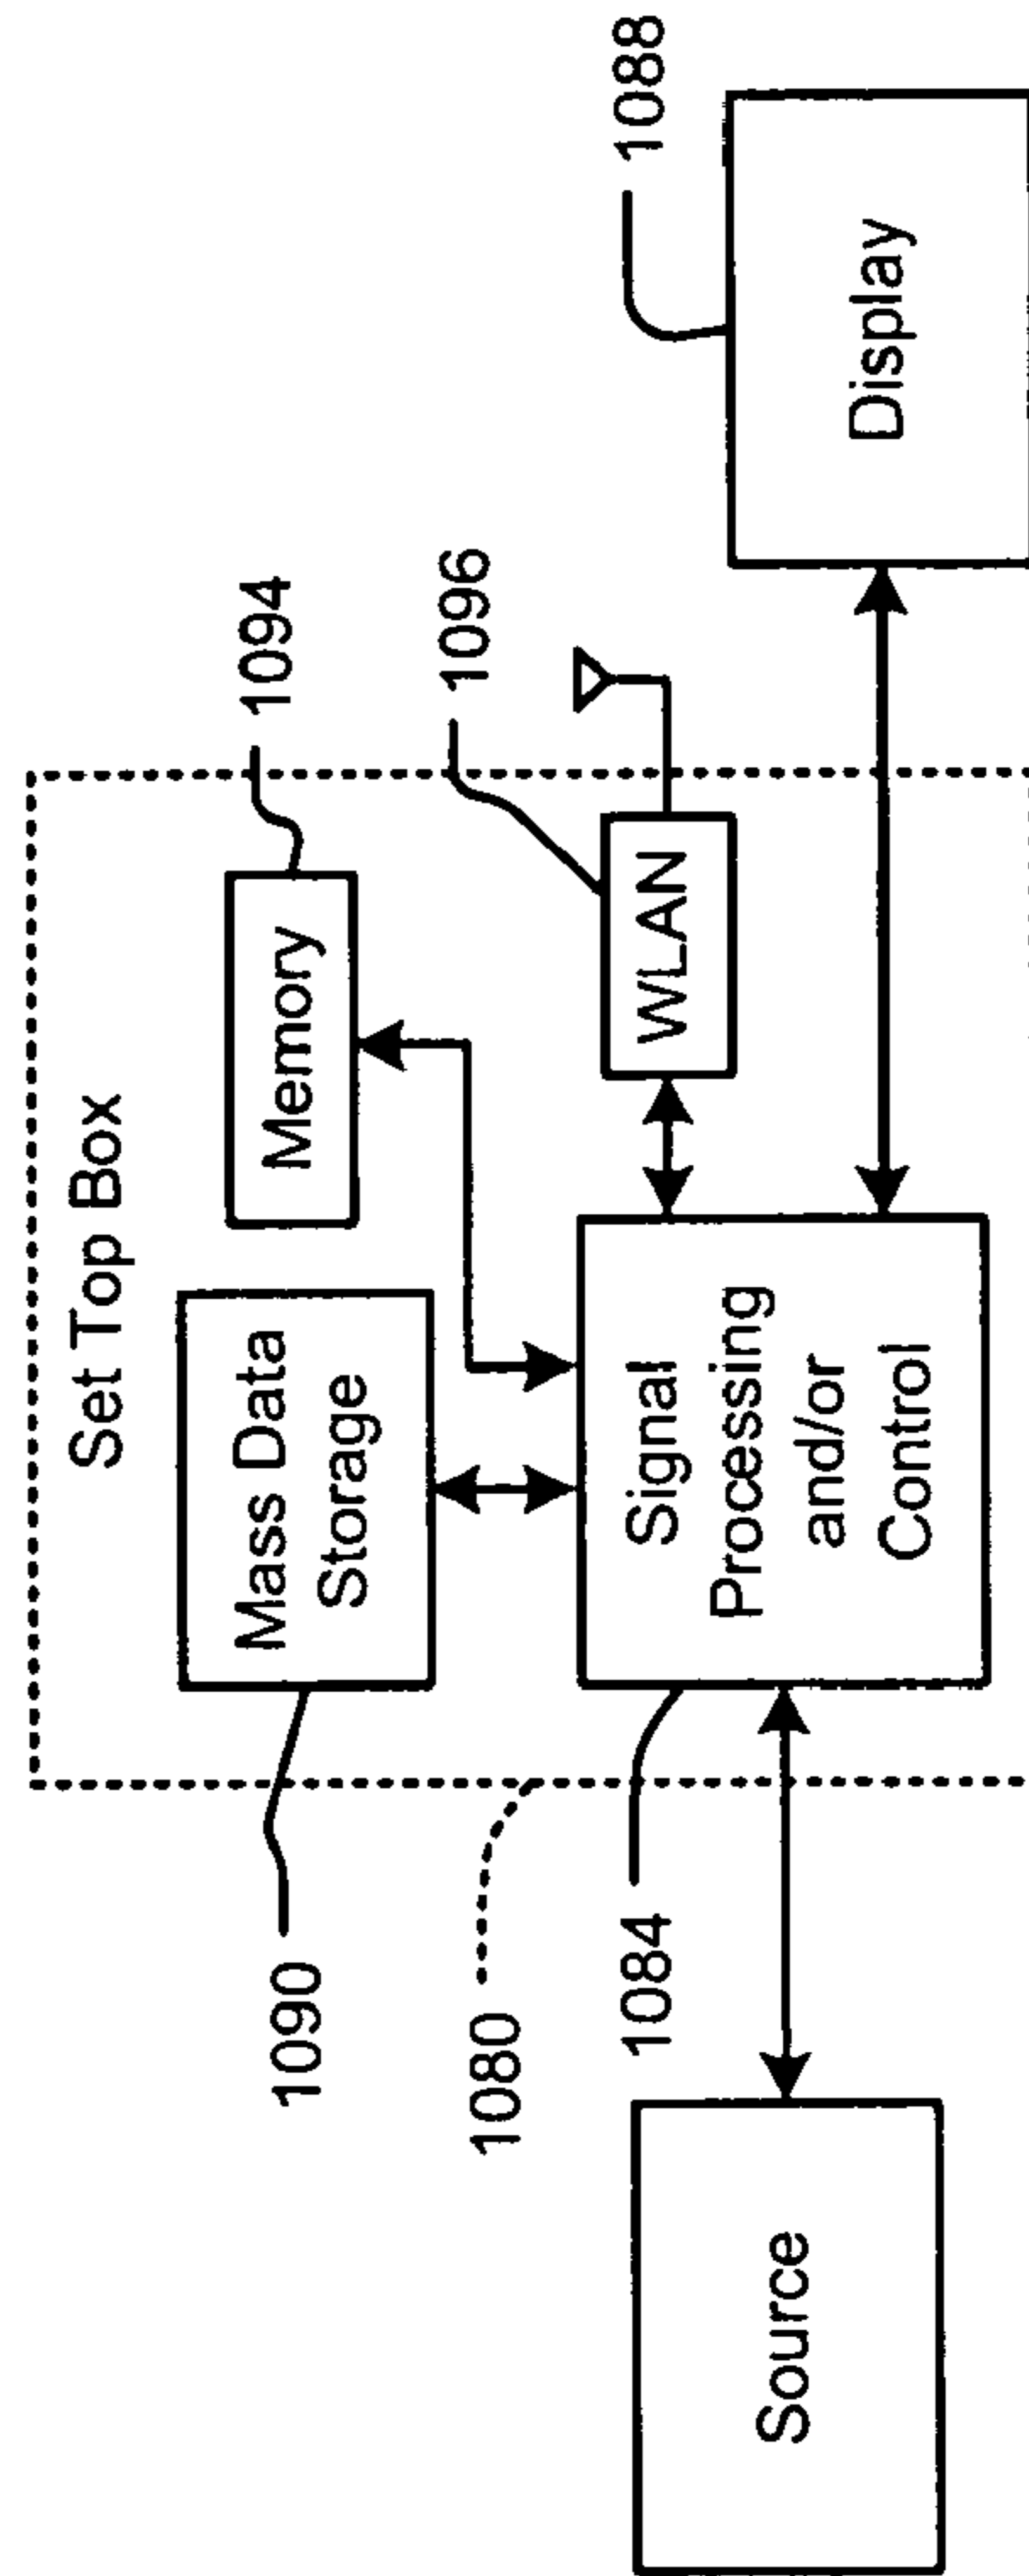 Set Top Box
1090
Mass Data
Storage
Memory
1094
1080
1084
Signal
Processing
and/or
Control
WLAN
1096
1088
Source
Display